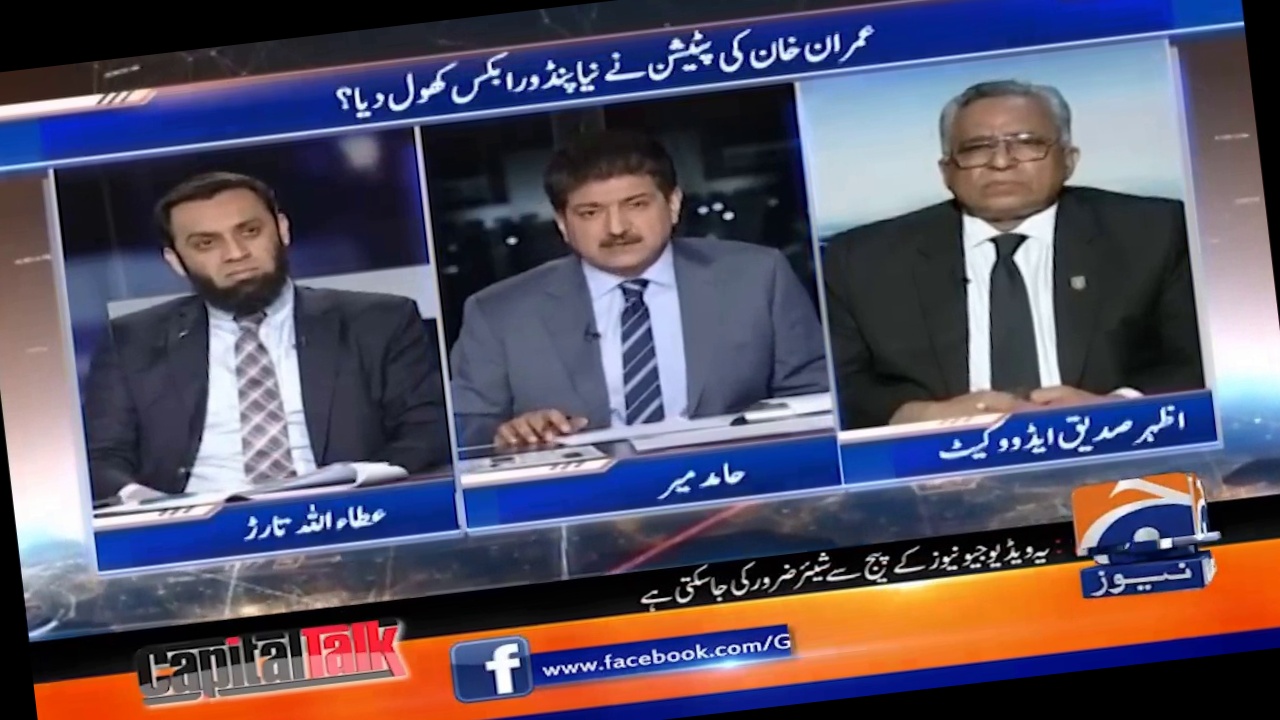 عمران خان کی پٹیشن نے نیا پنڈورا بکس کھول دیا؟
اظہر صدیق ایڈووکیٹ
حامد میر
عطاء اللہ تارڑ
جیو
نیوز
: یہ ویڈیو جیو نیوز کے پیج سے شیئر ضرور کی جاسکتی ہے
Capital Talk
f www.facebook.com/G